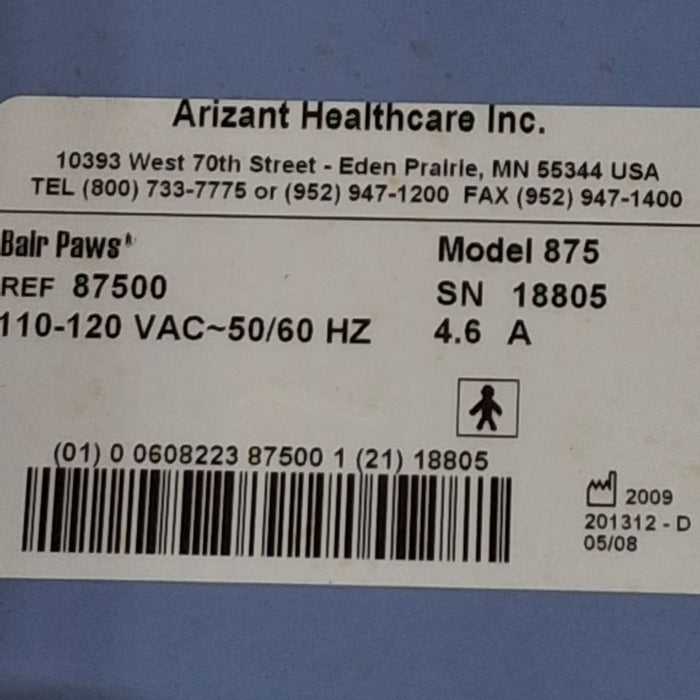 Arizant Healthcare Inc.
10393 West 70th Street - Eden Prairie, MN 55344 USA
TEL (800) 733-7775 or (952) 947-1200 FAX (952) 947-1400
Bair Paws®
Model 875
REF 87500
SN 18805
110-120 VAC~50/60 HZ
4.6 A
(01) 0 0608223 87500 1 (21) 18805
2009
201312 - D
05/08